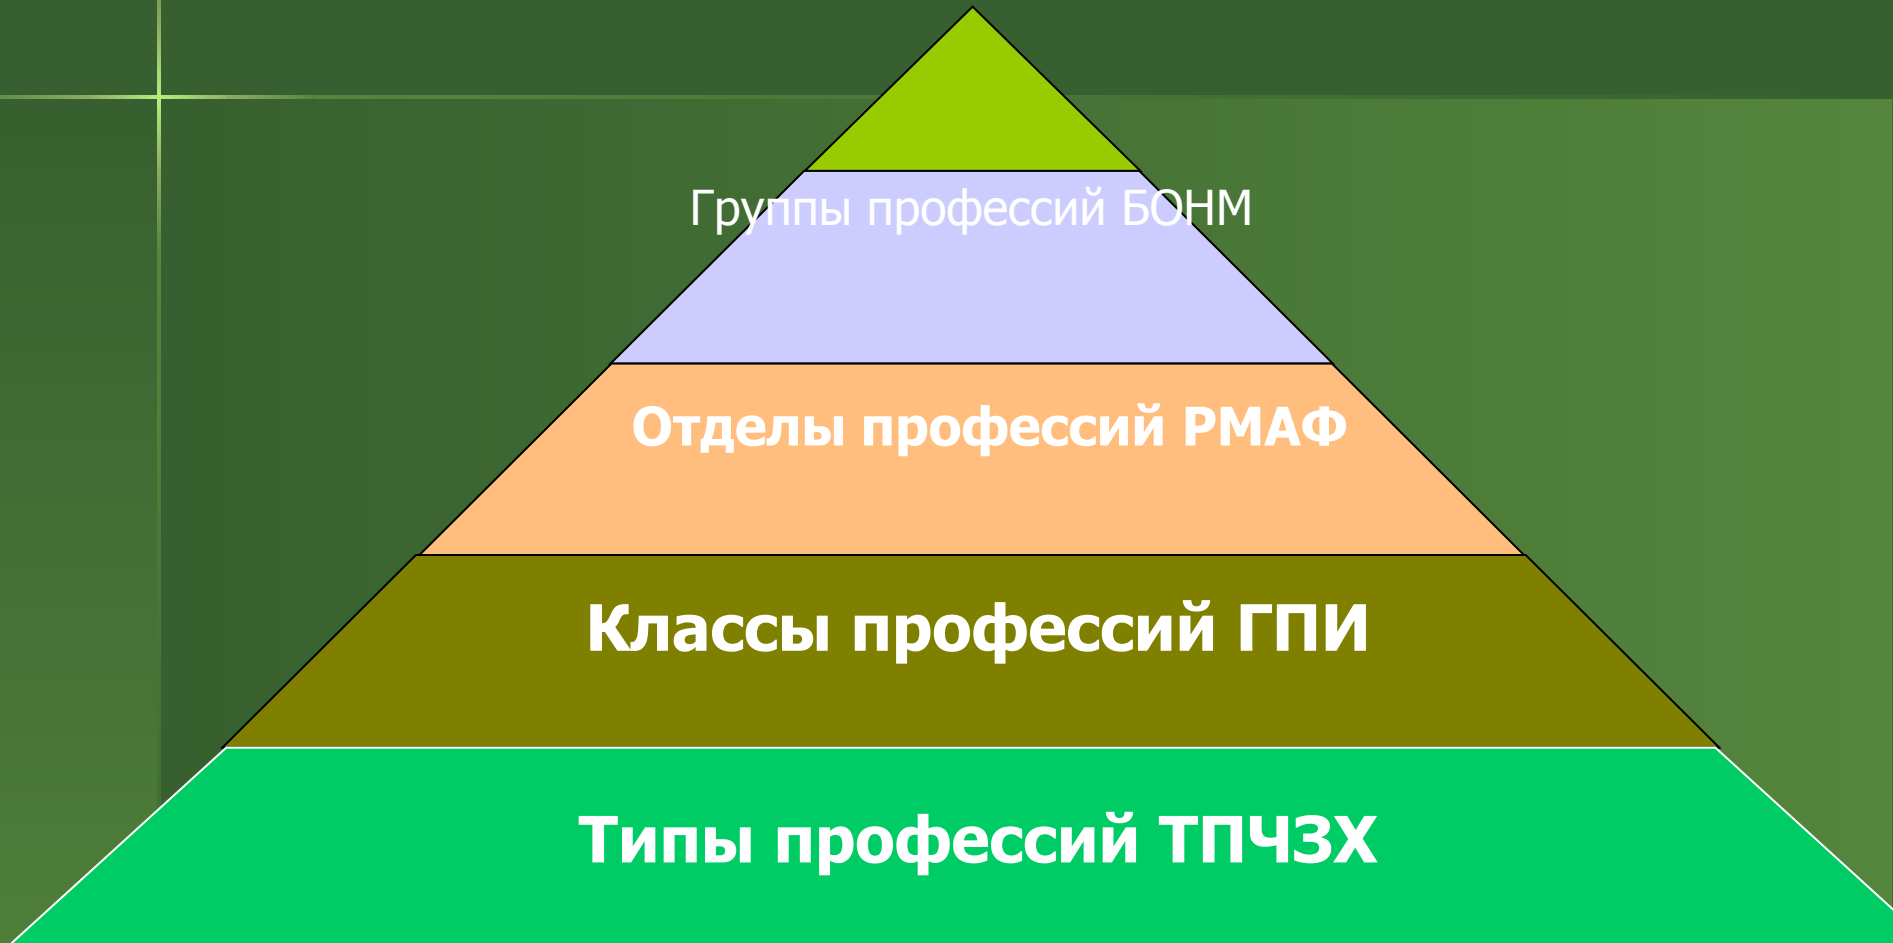 Группы профессий БОНМ
Отделы профессий РМАФ
Классы профессий ГПИ
Типы профессий ТПЧЗХ